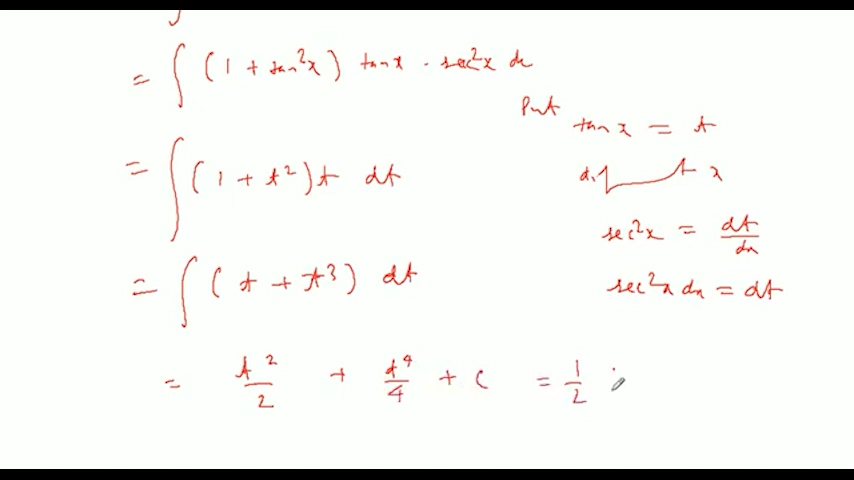 = ∫ (1 + tan²x) tanx · sec²x dx
Put
tan x = t
= ∫ (1 + t²) t dt
x
sec²x = dt/dx
= ∫ (t + t³) dt
sec²x dx = dt
= t²/2 + t⁴/4 + C = 1/2